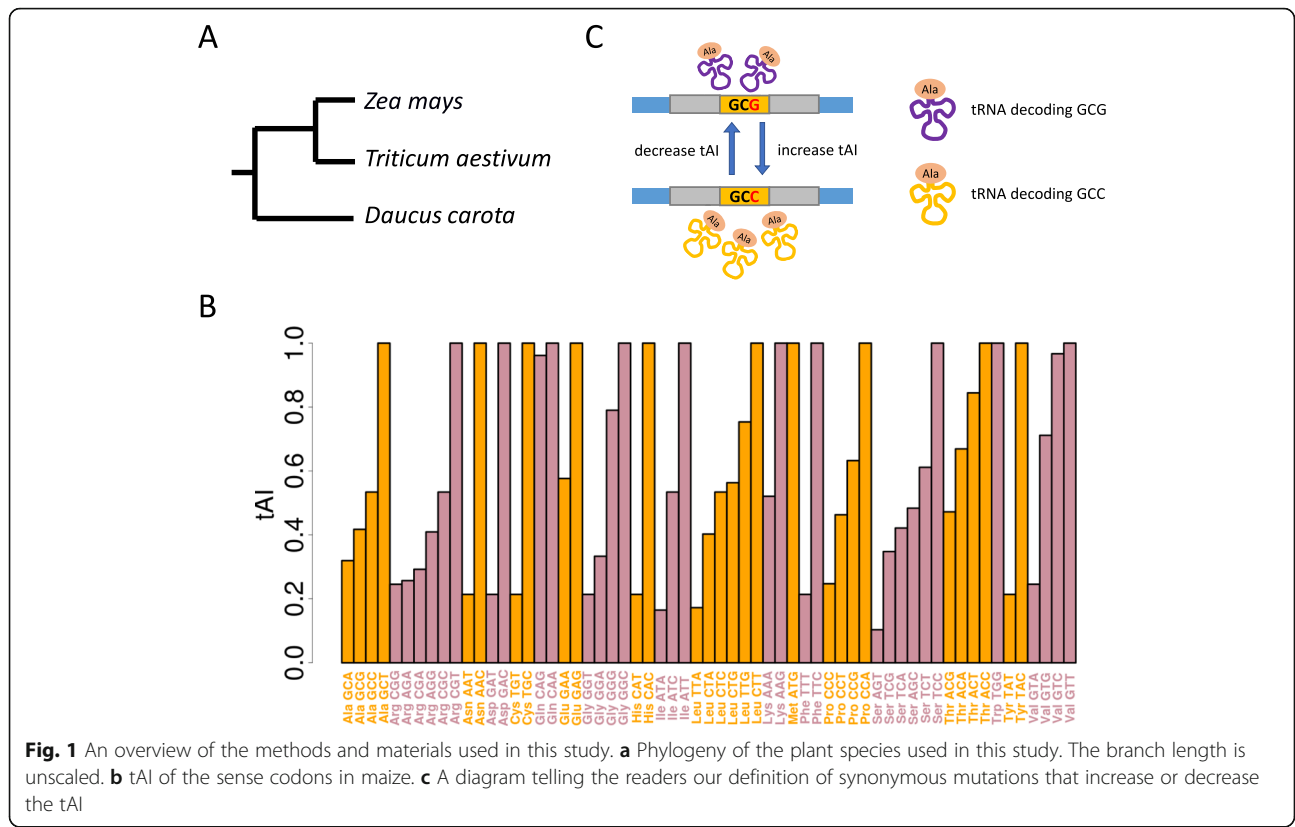 A
Zea mays
Triticum aestivum
Daucus carota
C
Ala
Ala
GCG
decrease tAI
increase tAI
GCC
Ala
Ala
Ala
Ala
tRNA decoding GCG
Ala
tRNA decoding GCC
B
tAI
1.0
0.8
0.6
0.4
0.2
0.0
Ala GCA
Ala GCG
Ala GCC
Ala GCT
Arg CGG
Arg AGA
Arg CGA
Arg AGG
Arg CGC
Arg CGT
Asn AAT
Asn AAC
Asp GAT
Asp GAC
Cys TGT
Cys TGC
Gln CAG
Gln CAA
Glu GAA
Glu GAG
Gly GGT
Gly GGA
Gly GGG
Gly GGC
His CAT
His CAC
Ile ATA
Ile ATC
Ile ATT
Leu TTA
Leu CTA
Leu CTC
Leu CTG
Leu TTG
Leu CTT
Lys AAA
Lys AAG
Met ATG
Phe TTT
Phe TTC
Pro CCC
Pro CCT
Pro CCG
Pro CCA
Ser AGT
Ser TCG
Ser TCA
Ser AGC
Ser TCT
Ser TCC
Thr ACG
Thr ACA
Thr ACT
Thr ACC
Trp TGG
Tyr TAT
Tyr TAC
Val GTA
Val GTG
Val GTC
Val GTT
Fig. 1 An overview of the methods and materials used in this study. a Phylogeny of the plant species used in this study. The branch length is
unscaled. b tAI of the sense codons in maize. c A diagram telling the readers our definition of synonymous mutations that increase or decrease
the tAI